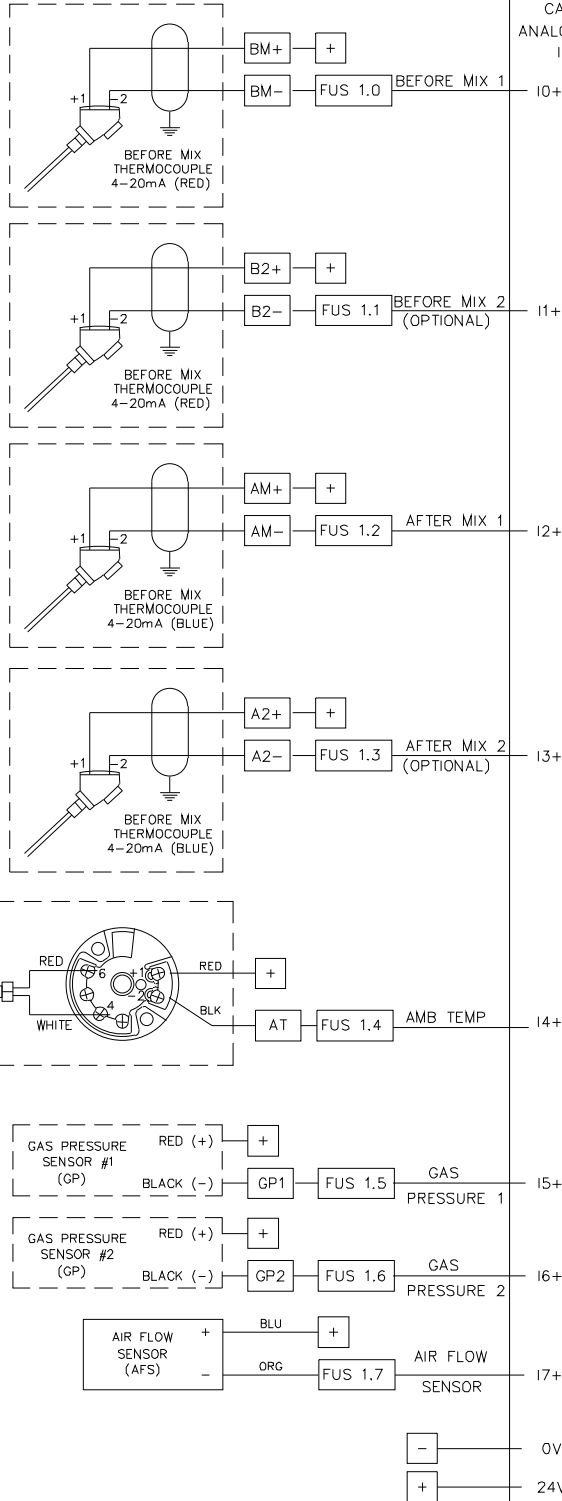 CA
ANALO
I
BM+ +
BM- FUS 1.0 BEFORE MIX 1 I0+
+1 -2
BEFORE MIX
THERMOCOUPLE
4-20mA (RED)
B2+ +
B2- FUS 1.1 BEFORE MIX 2 I1+
(OPTIONAL)
+1 -2
BEFORE MIX
THERMOCOUPLE
4-20mA (RED)
AM+ +
AM- FUS 1.2 AFTER MIX 1 I2+
+1 -2
BEFORE MIX
THERMOCOUPLE
4-20mA (BLUE)
A2+ +
A2- FUS 1.3 AFTER MIX 2 I3+
(OPTIONAL)
+1 -2
BEFORE MIX
THERMOCOUPLE
4-20mA (BLUE)
RED 6 +1 RED +
-2
4 BLK
WHITE AT FUS 1.4 AMB TEMP I4+
GAS PRESSURE
SENSOR #1
(GP)
RED (+) +
BLACK (-) GP1 FUS 1.5 GAS
PRESSURE 1 I5+
GAS PRESSURE
SENSOR #2
(GP)
RED (+) +
BLACK (-) GP2 FUS 1.6 GAS
PRESSURE 2 I6+
AIR FLOW
SENSOR
(AFS)
+ BLU +
- ORG FUS 1.7 AIR FLOW
SENSOR I7+
- 0V
+ 24V